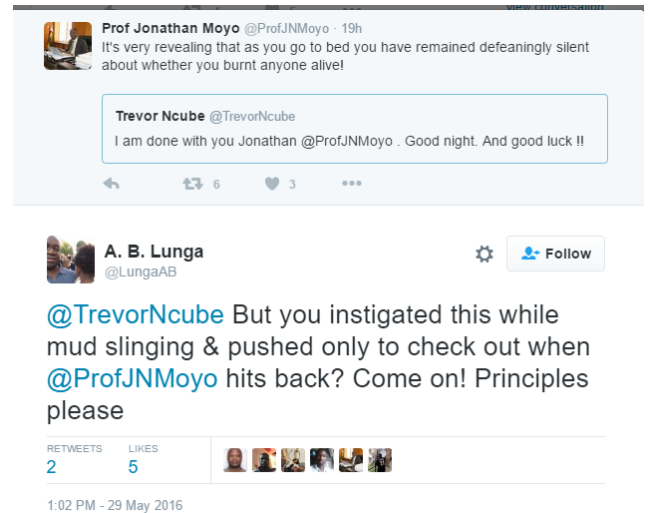 view conversation
Prof Jonathan Moyo @ProfJNMoyo · 19h
It's very revealing that as you go to bed you have remained defeaningly silent
about whether you burnt anyone alive!
Trevor Ncube @TrevorNcube
I am done with you Jonathan @ProfJNMoyo . Good night. And good luck !!
6
3
A. B. Lunga
@LungaAB
Follow
@TrevorNcube But you instigated this while
mud slinging & pushed only to check out when
@ProfJNMoyo hits back? Come on! Principles
please
RETWEETS LIKES
2 5
1:02 PM - 29 May 2016